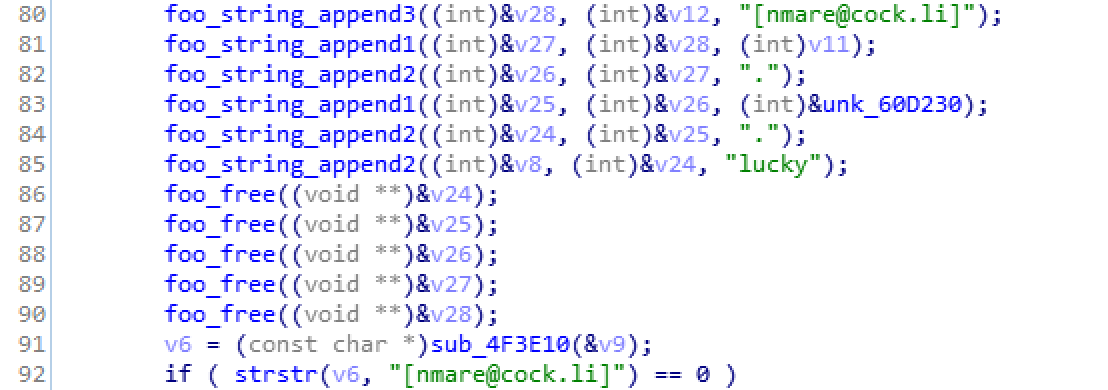 80 foo_string_append3((int)&v28, (int)&v12, "[nmare@cock.li]");
81 foo_string_append1((int)&v27, (int)&v28, (int)v11);
82 foo_string_append2((int)&v26, (int)&v27, ".");
83 foo_string_append1((int)&v25, (int)&v26, (int)&unk_60D230);
84 foo_string_append2((int)&v24, (int)&v25, ".");
85 foo_string_append2((int)&v8, (int)&v24, "lucky");
86 foo_free((void **)&v24);
87 foo_free((void **)&v25);
88 foo_free((void **)&v26);
89 foo_free((void **)&v27);
90 foo_free((void **)&v28);
91 v6 = (const char *)sub_4F3E10(&v9);
92 if ( strstr(v6, "[nmare@cock.li]") == 0 )